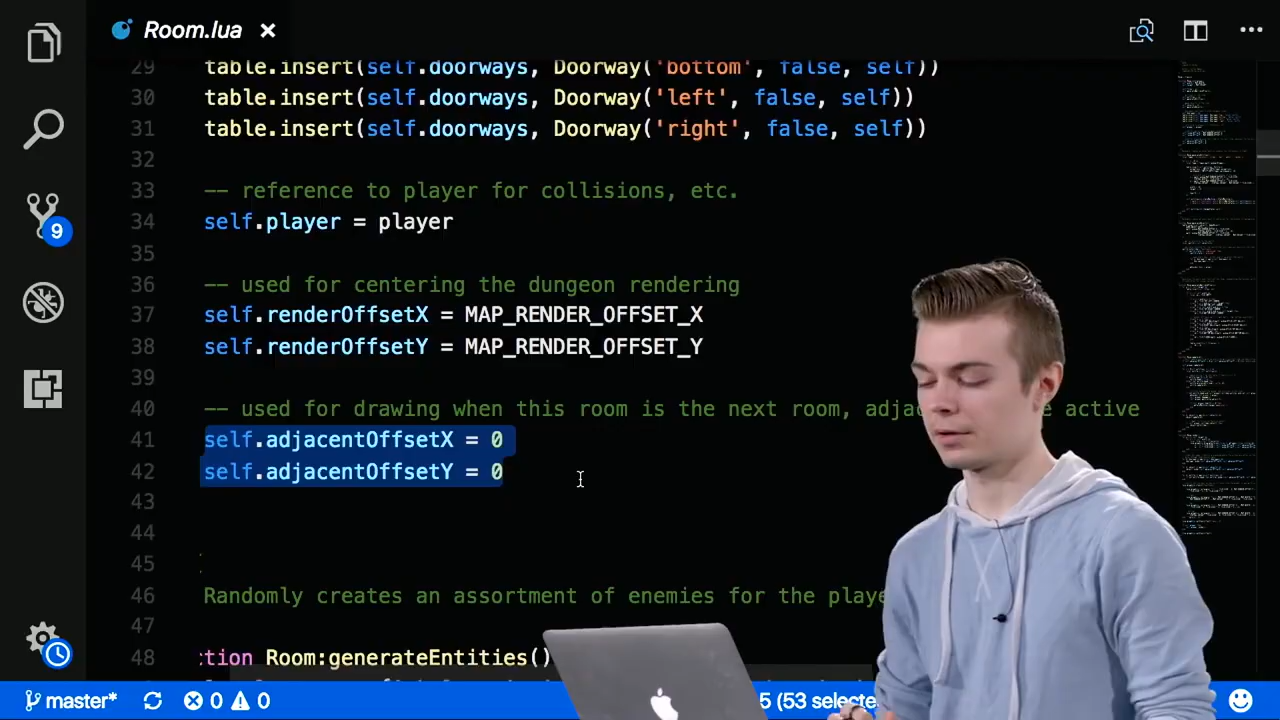 Room.lua
29 table.insert(self.doorways, Doorway('bottom', false, self))
30 table.insert(self.doorways, Doorway('left', false, self))
31 table.insert(self.doorways, Doorway('right', false, self))
32
33 -- reference to player for collisions, etc.
34 self.player = player
35
36 -- used for centering the dungeon rendering
37 self.renderOffsetX = MAP_RENDER_OFFSET_X
38 self.renderOffsetY = MAP_RENDER_OFFSET_Y
39
40 -- used for drawing when this room is the next room, active
41 self.adjacentOffsetX = 0
42 self.adjacentOffsetY = 0
43
44
45
46 Randomly creates an assortment of enemies for the
47
48 Room:generateEntities()
9
master* 0 0 (53